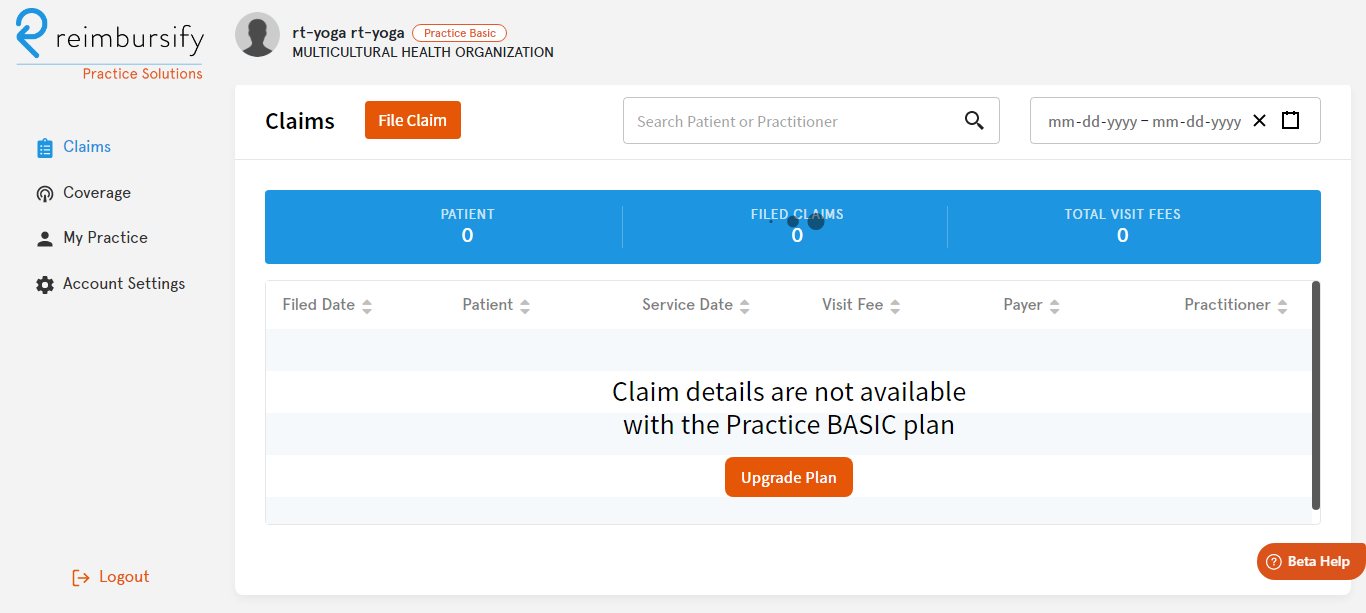 reimbursify
Practice Solutions
rt-yoga rt-yoga Practice Basic
MULTICULTURAL HEALTH ORGANIZATION
Claims
Coverage
My Practice
Account Settings
Logout
Claims File Claim Search Patient or Practitioner mm-dd-yyyy – mm-dd-yyyy
PATIENT FILED CLAIMS TOTAL VISIT FEES
0 0 0
Filed Date Patient Service Date Visit Fee Payer Practitioner
Claim details are not available
with the Practice BASIC plan
Upgrade Plan
Beta Help